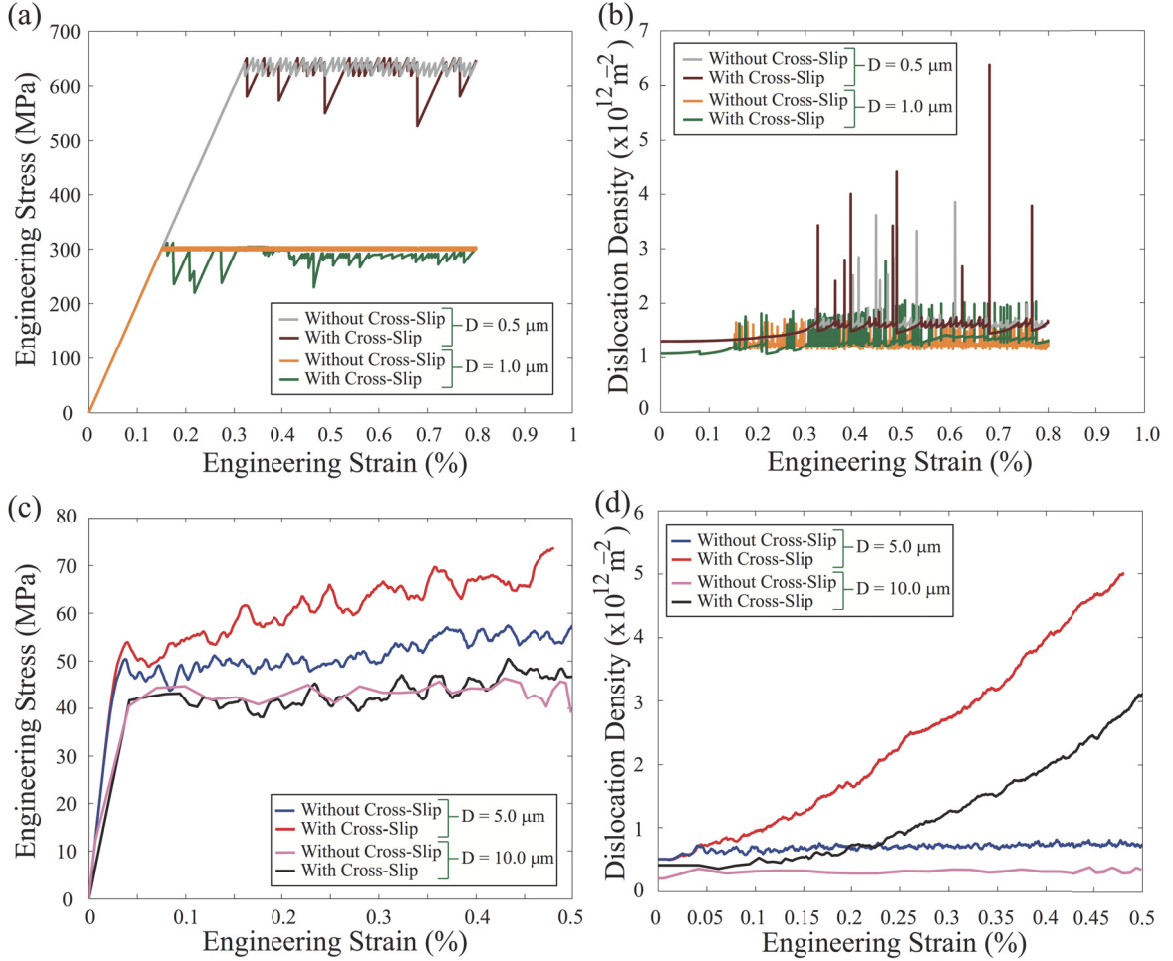 (a)
700
600
500
400
300
200
100
0
Engineering Stress (MPa)
0 0.1 0.2 0.3 0.4 0.5 0.6 0.7 0.8 0.9 1
Engineering Strain (%)
Without Cross-Slip
With Cross-Slip
D = 0.5 μm
Without Cross-Slip
With Cross-Slip
D = 1.0 μm
(b)
7
6
5
4
3
2
1
0
Dislocation Density (x10¹² m⁻²)
0 0.1 0.2 0.3 0.4 0.5 0.6 0.7 0.8 0.9 1.0
Engineering Strain (%)
Without Cross-Slip
With Cross-Slip
D = 0.5 μm
Without Cross-Slip
With Cross-Slip
D = 1.0 μm
(c)
80
70
60
50
40
30
20
10
0
Engineering Stress (MPa)
0 0.1 0.2 0.3 0.4 0.5
Engineering Strain (%)
Without Cross-Slip
With Cross-Slip
D = 5.0 μm
Without Cross-Slip
With Cross-Slip
D = 10.0 μm
(d)
6
5
4
3
2
1
0
Dislocation Density (x10¹² m⁻²)
0 0.05 0.1 0.15 0.2 0.25 0.3 0.35 0.4 0.45 0.5
Engineering Strain (%)
Without Cross-Slip
With Cross-Slip
D = 5.0 μm
Without Cross-Slip
With Cross-Slip
D = 10.0 μm